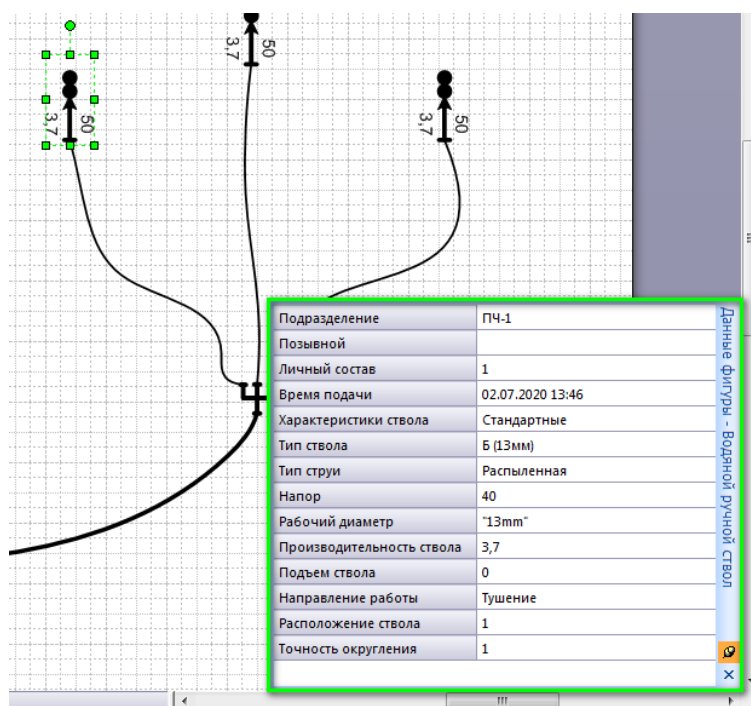 3,7 50
3,7 50
3,7 50
Данные фигуры - Водяной ручной ствол
Подразделение ПЧ-1
Позывной
Личный состав 1
Время подачи 02.07.2020 13:46
Характеристики ствола Стандартные
Тип ствола Б (13мм)
Тип струи Распыленная
Напор 40
Рабочий диаметр "13mm"
Производительность ствола 3,7
Подъем ствола 0
Направление работы Тушение
Расположение ствола 1
Точность округления 1